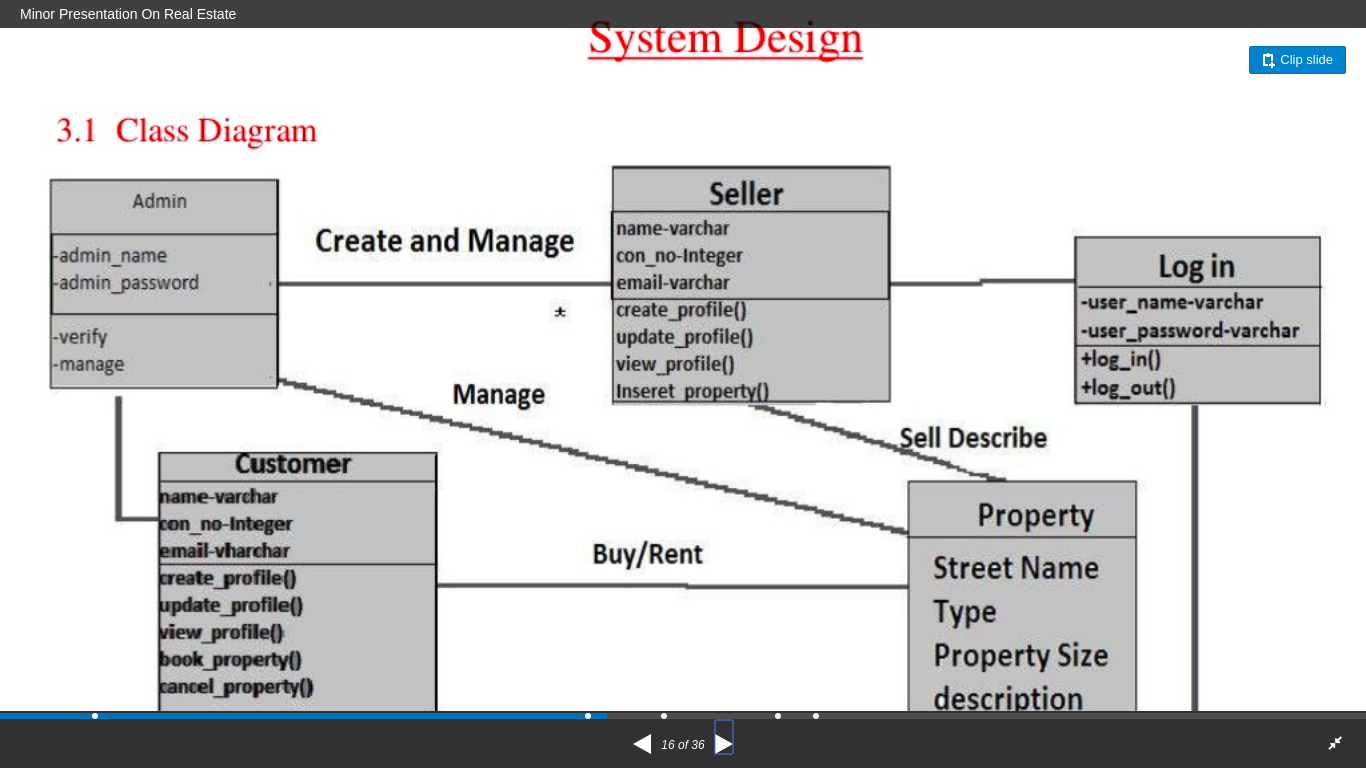 Minor Presentation On Real Estate
System Design
Clip slide
3.1 Class Diagram
Admin
-admin_name
-admin_password
-verify
-manage
Create and Manage
*
Seller
name-varchar
con_no-Integer
email-varchar
create_profile()
update_profile()
view_profile()
Inseret_property()
Log in
-user_name-varchar
-user_password-varchar
+log_in()
+log_out()
Manage
Sell Describe
Customer
name-varchar
con_no-Integer
email-vharchar
create_profile()
update_profile()
view_profile()
book_property()
cancel_property()
Buy/Rent
Property
Street Name
Type
Property Size
description
16 of 36